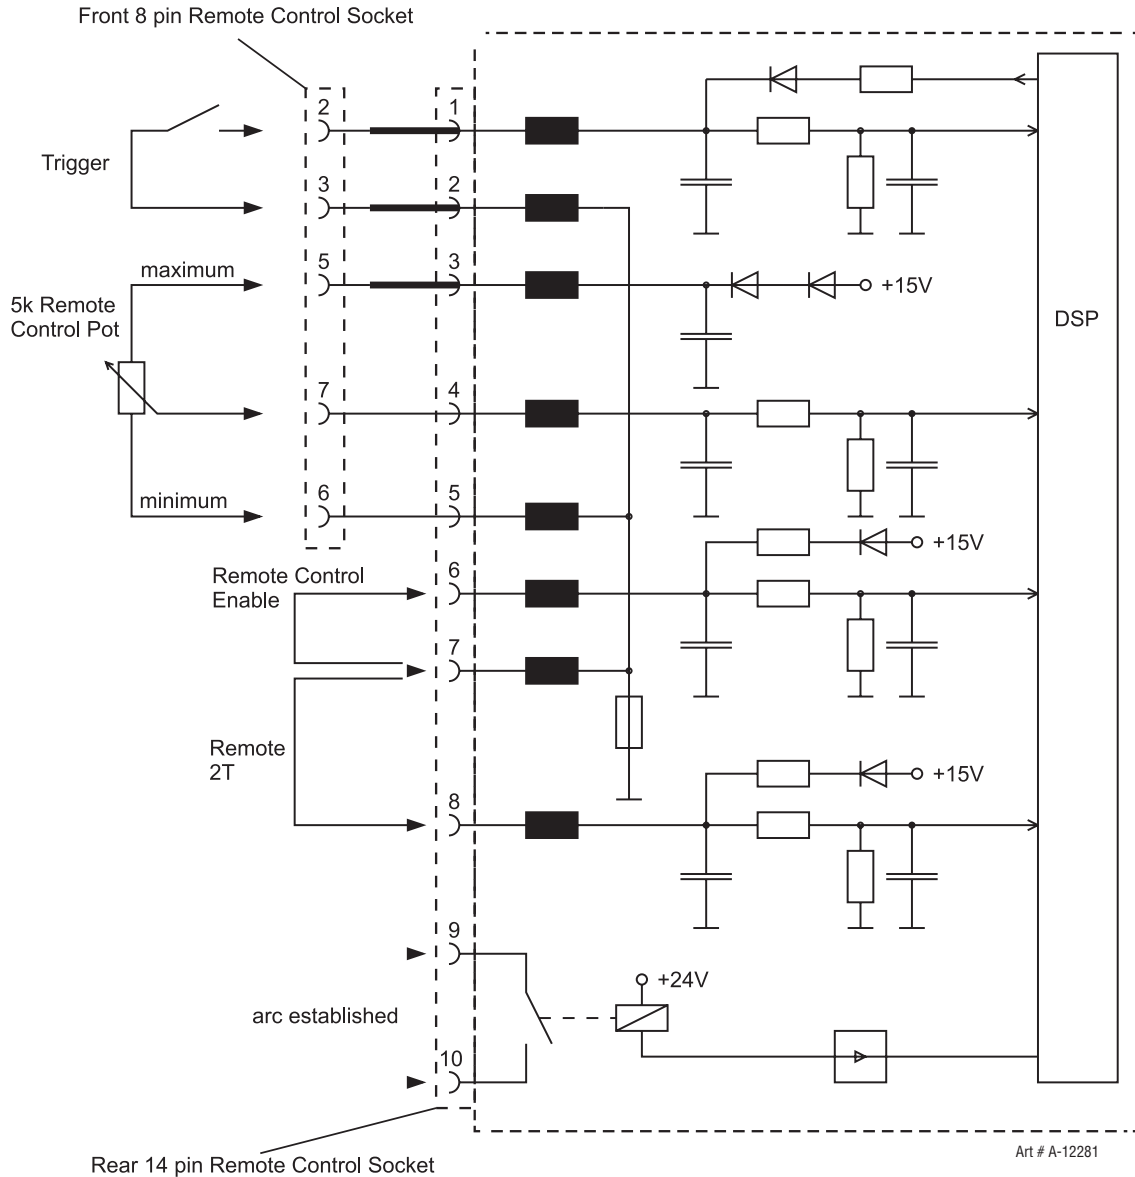 Front 8 pin Remote Control Socket
2
1
Trigger
3
2
maximum
5
3
+15V
5k Remote
Control Pot
DSP
7
4
minimum
6
5
+15V
Remote Control
Enable
6
7
Remote
2T
+15V
8
9
+24V
arc established
10
Art # A-12281
Rear 14 pin Remote Control Socket